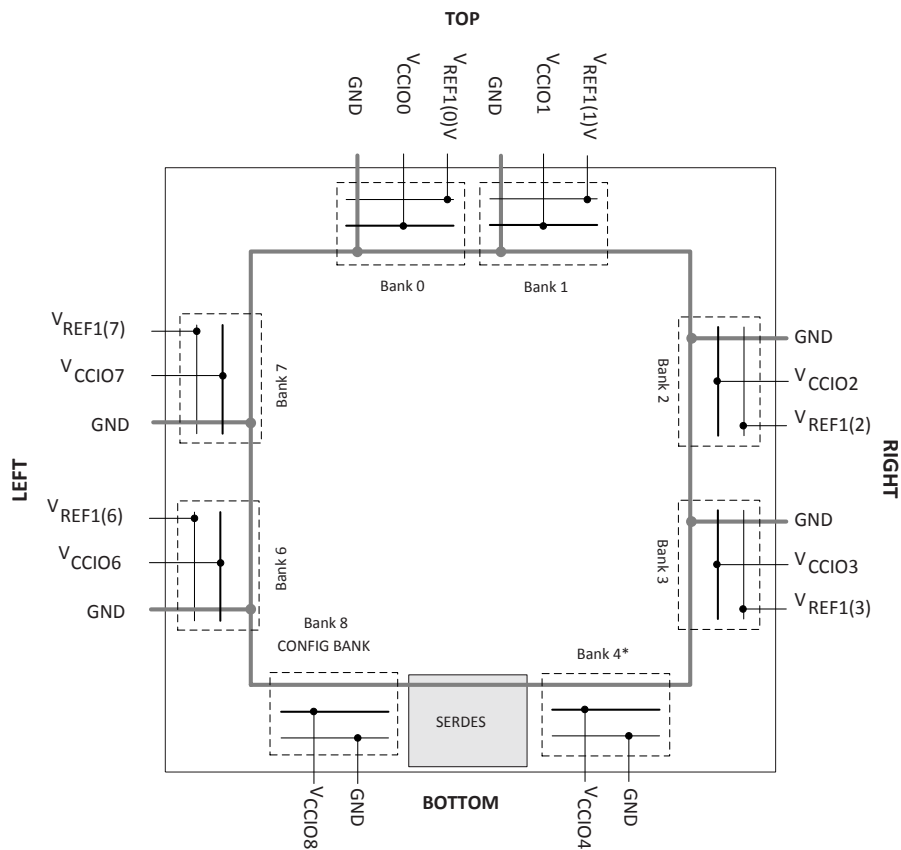 TOP
GND
VCCIO0
VREF1(0)V
GND
VCCIO1
VREF1(1)V
Bank 0
Bank 1
VREF1(7)
VCCIO7
GND
Bank 7
Bank 2
GND
VCCIO2
VREF1(2)
LEFT
RIGHT
VREF1(6)
VCCIO6
GND
Bank 6
Bank 3
GND
VCCIO3
VREF1(3)
Bank 8
CONFIG BANK
Bank 4*
SERDES
VCCIO8
GND
BOTTOM
VCCIO4
GND